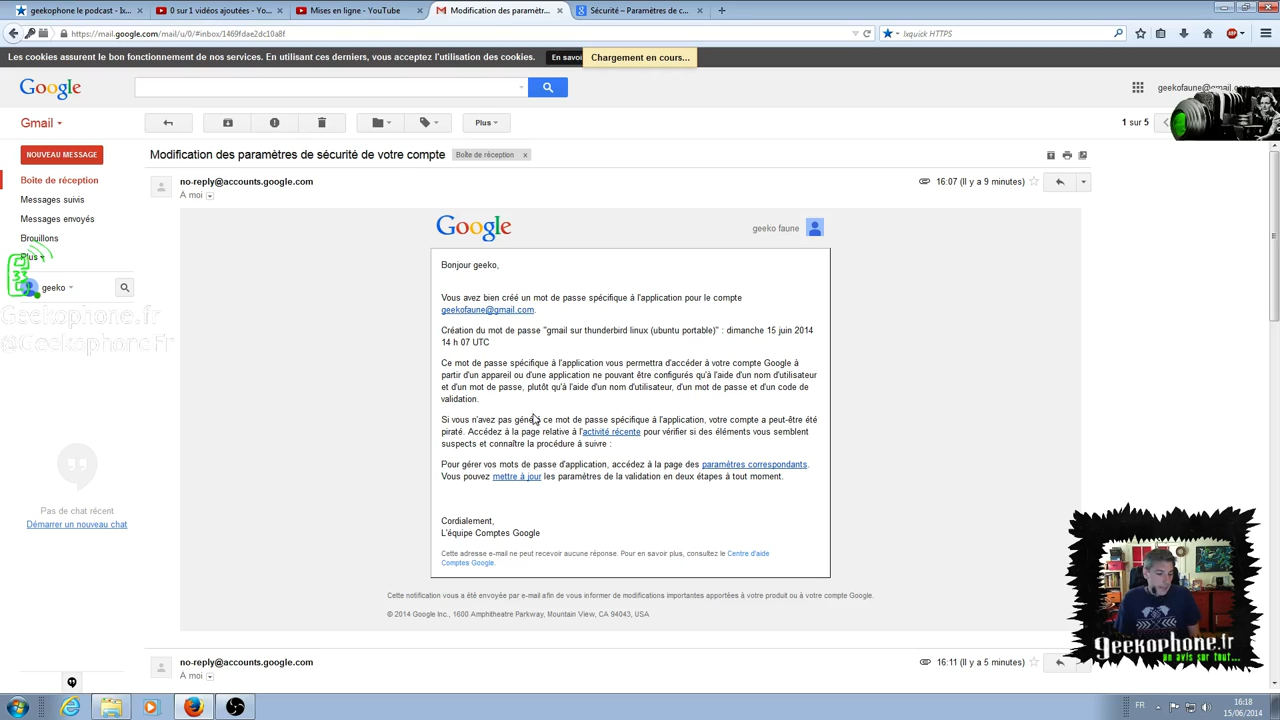 geekophone le podcast - Ix...
0 sur 1 vidéos ajoutées - Yo...
Mises en ligne - YouTube
Modification des paramètr...
Sécurité – Paramètres de c...
https://mail.google.com/mail/u/0/#inbox/1469fdae2dc10a8f
Ixquick HTTPS
Les cookies assurent le bon fonctionnement de nos services. En utilisant ces derniers, vous acceptez l'utilisation des cookies.
En savoi
Chargement en cours...
Google
geekofaune@gmail.com
Gmail
Plus
1 sur 5
NOUVEAU MESSAGE
Modification des paramètres de sécurité de votre compte
Boîte de réception x
Boîte de réception
Messages suivis
Messages envoyés
Brouillons
Plus
geeko
33
Geekophone.fr
@GeekophoneFr
no-reply@accounts.google.com
À moi
16:07 (Il y a 9 minutes)
Google
geeko faune
Bonjour geeko,
Vous avez bien créé un mot de passe spécifique à l'application pour le compte
geekofaune@gmail.com.
Création du mot de passe "gmail sur thunderbird linux (ubuntu portable)" : dimanche 15 juin 2014
14 h 07 UTC
Ce mot de passe spécifique à l'application vous permettra d'accéder à votre compte Google à
partir d'un appareil ou d'une application ne pouvant être configurés qu'à l'aide d'un nom d'utilisateur
et d'un mot de passe, plutôt qu'à l'aide d'un nom d'utilisateur, d'un mot de passe et d'un code de
validation.
Si vous n'avez pas généré ce mot de passe spécifique à l'application, votre compte a peut-être été
piraté. Accédez à la page relative à l'activité récente pour vérifier si des éléments vous semblent
suspects et connaître la procédure à suivre :
Pour gérer vos mots de passe d'application, accédez à la page des paramètres correspondants.
Vous pouvez mettre à jour les paramètres de la validation en deux étapes à tout moment.
Cordialement,
L'équipe Comptes Google
Cette adresse e-mail ne peut recevoir aucune réponse. Pour en savoir plus, consultez le Centre d'aide
Comptes Google.
Cette notification vous a été envoyée par e-mail afin de vous informer de modifications importantes apportées à votre produit ou à votre compte Google.
© 2014 Google Inc., 1600 Amphitheatre Parkway, Mountain View, CA 94043, USA
Pas de chat récent
Démarrer un nouveau chat
no-reply@accounts.google.com
À moi
16:11 (Il y a 5 minutes)
geekophone.fr
un avis sur tout...
FR
16:18
15/06/2014